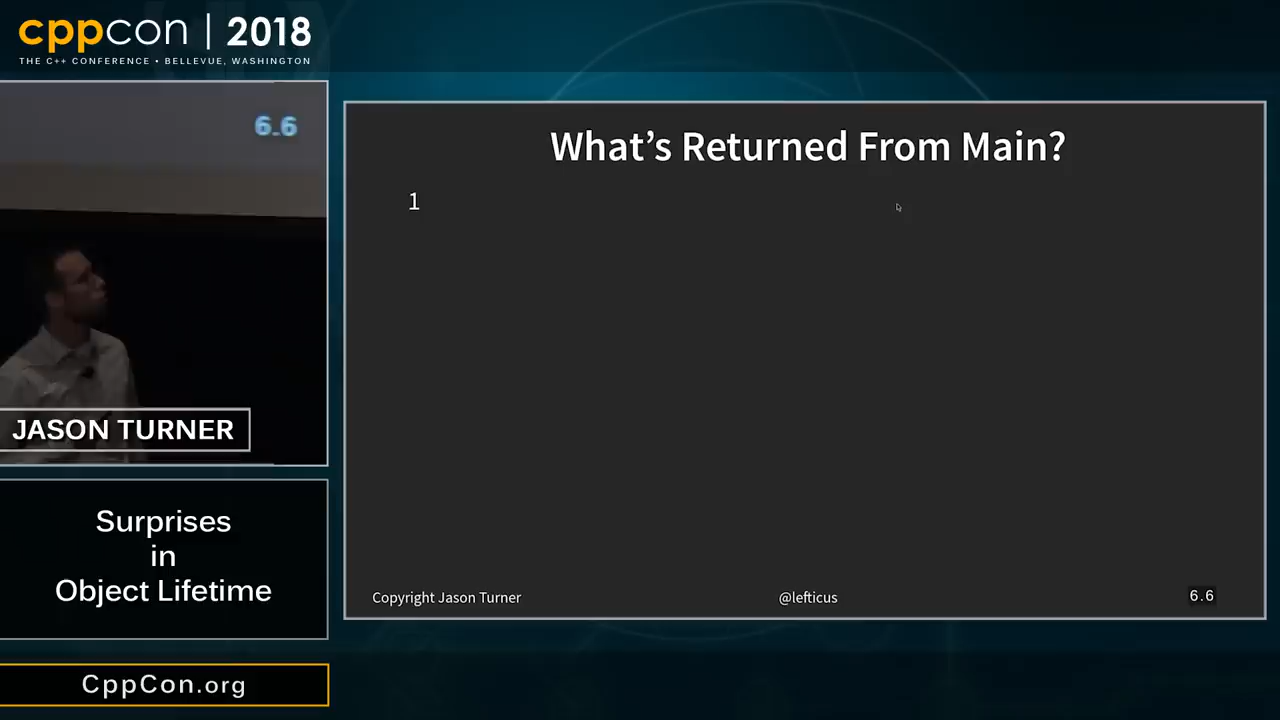 cppcon | 2018
THE C++ CONFERENCE • BELLEVUE, WASHINGTON
6.6
JASON TURNER
Surprises
in
Object Lifetime
CppCon.org
What’s Returned From Main?
1
Copyright Jason Turner
@lefticus
6.6